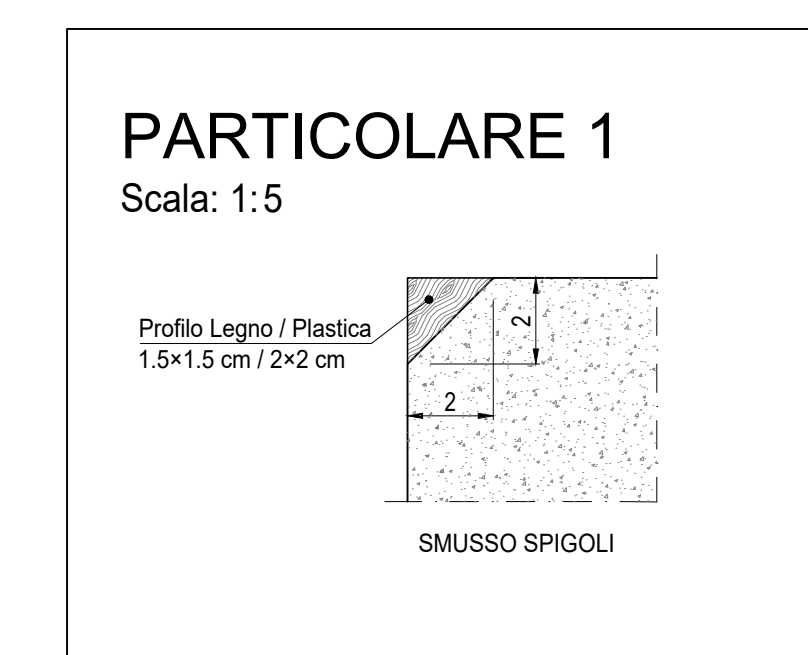 PARTICOLARE 1
Scala: 1:5
Profilo Legno / Plastica
1.5×1.5 cm / 2×2 cm
2
2
SMUSSO SPIGOLI